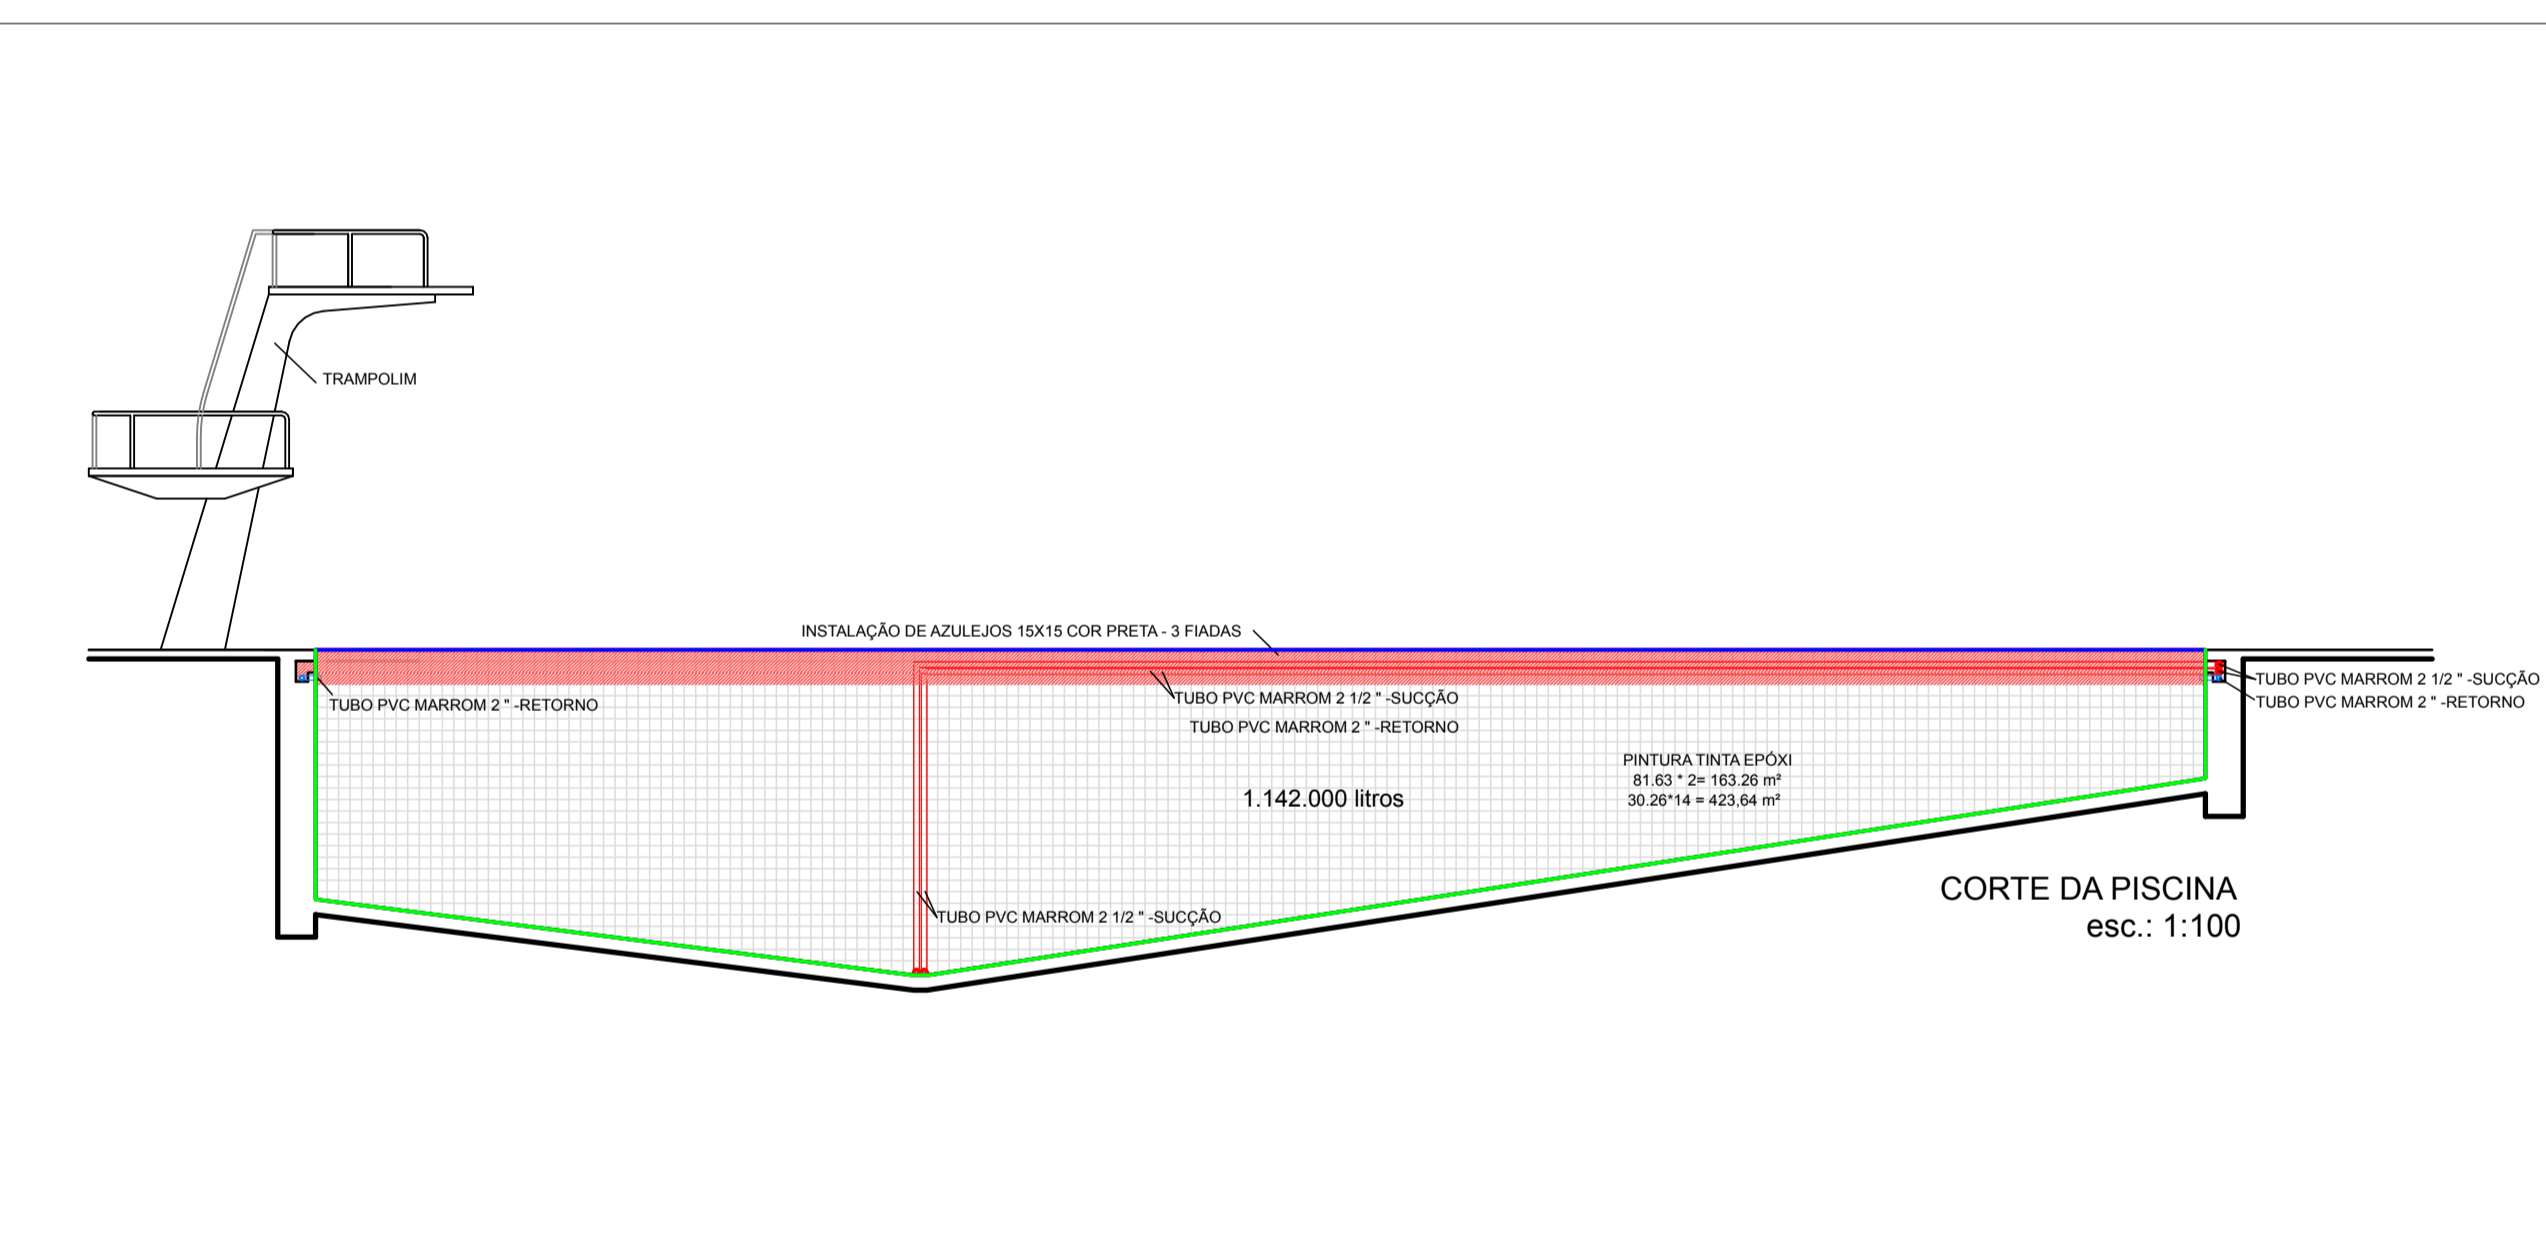 TRAMPOLIM
INSTALAÇÃO DE AZULEJOS 15X15 COR PRETA - 3 FIADAS
TUBO PVC MARROM 2 " -RETORNO
TUBO PVC MARROM 2 1/2 " -SUCÇÃO
TUBO PVC MARROM 2 " -RETORNO
TUBO PVC MARROM 2 1/2 " -SUCÇÃO
TUBO PVC MARROM 2 " -RETORNO
PINTURA TINTA EPÓXI
81.63 * 2= 163.26 m²
30.26*14 = 423,64 m²
1.142.000 litros
TUBO PVC MARROM 2 1/2 " -SUCÇÃO
CORTE DA PISCINA
esc.: 1:100